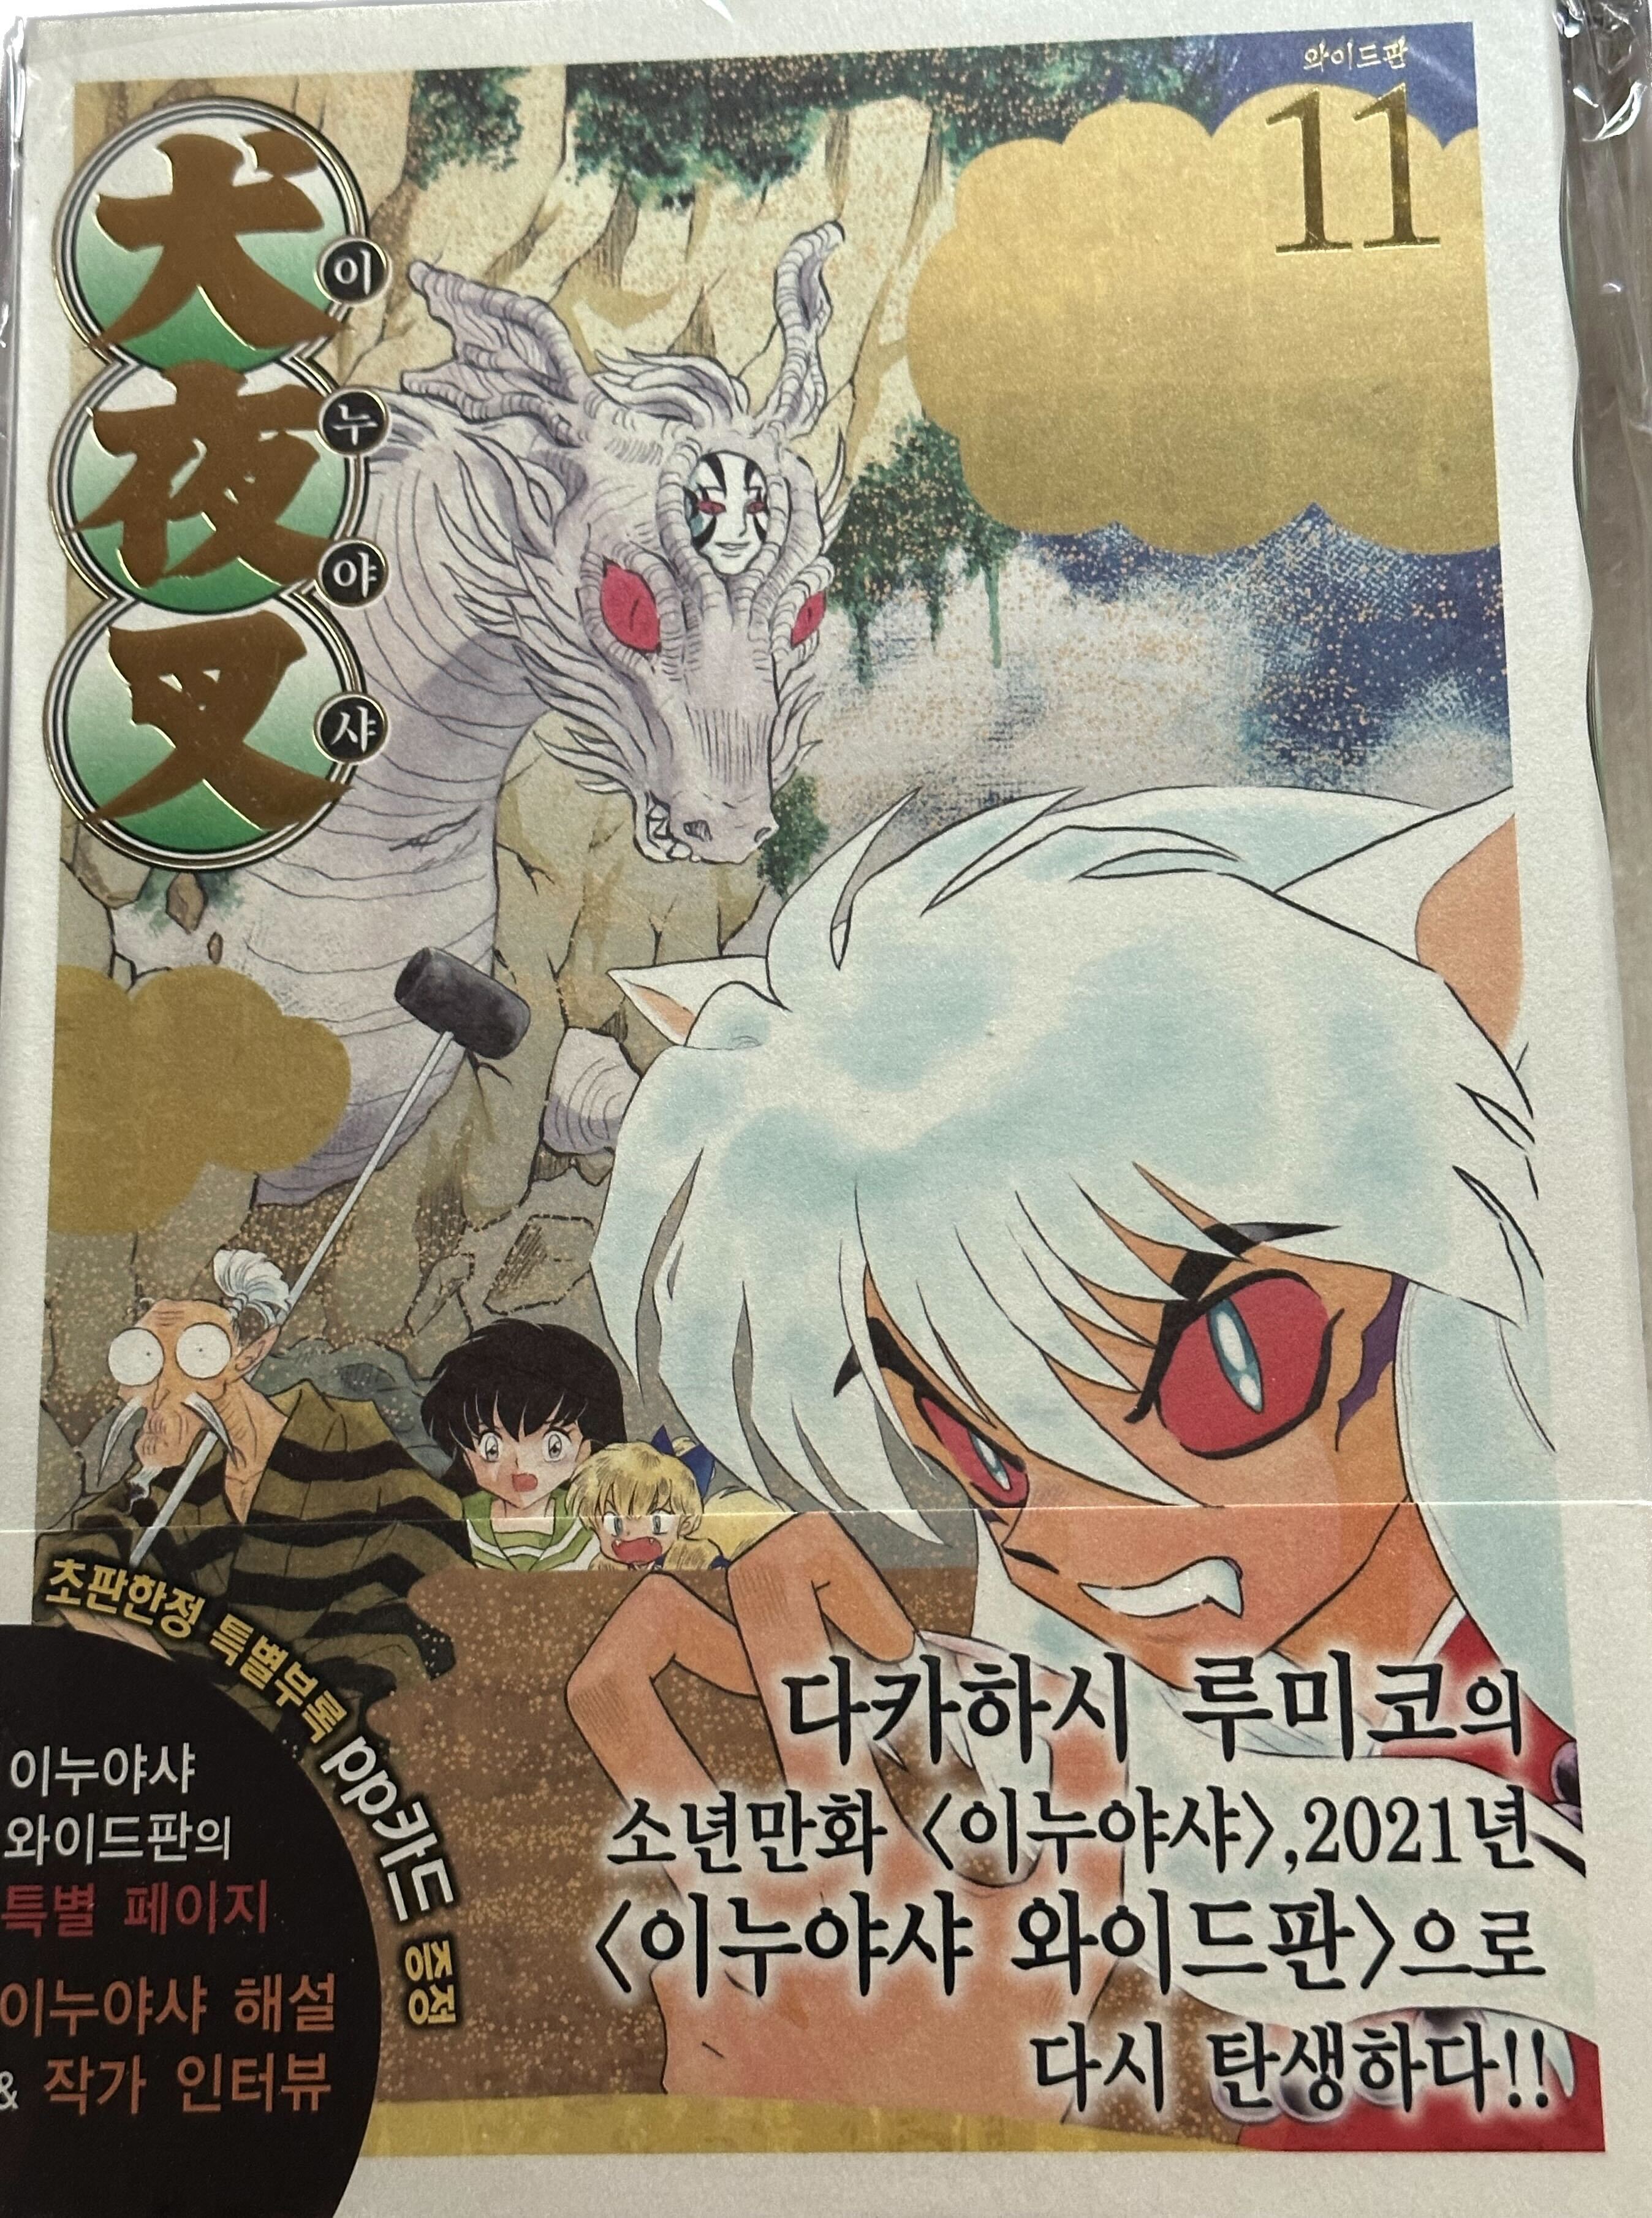 와이드판
11
犬夜叉
이누야샤
초판한정 특별부록 pp카드 증정
이누야샤
와이드판의
특별 페이지
이누야샤 해설
& 작가 인터뷰
다카하시 루미코의
소년만화 〈이누야샤〉,2021년
〈이누야샤 와이드판〉으로
다시 탄생하다!!